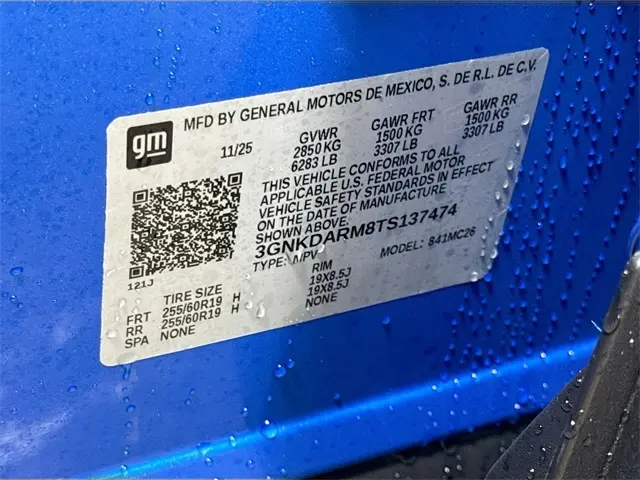 gm
MFD BY GENERAL MOTORS DE MEXICO, S. DE R.L. DE C.V.
11/25 GVWR GAWR FRT GAWR RR
2850 KG 1500 KG 1500 KG
6283 LB 3307 LB 3307 LB
THIS VEHICLE CONFORMS TO ALL
APPLICABLE U.S. FEDERAL MOTOR
VEHICLE SAFETY STANDARDS IN EFFECT
ON THE DATE OF MANUFACTURE
SHOWN ABOVE.
3GNKDARM8TS137474
TYPE: MPV MODEL: 841MC26
121J
TIRE SIZE RIM
FRT 255/60R19 H 19X8.5J
RR 255/60R19 H 19X8.5J
SPA NONE NONE